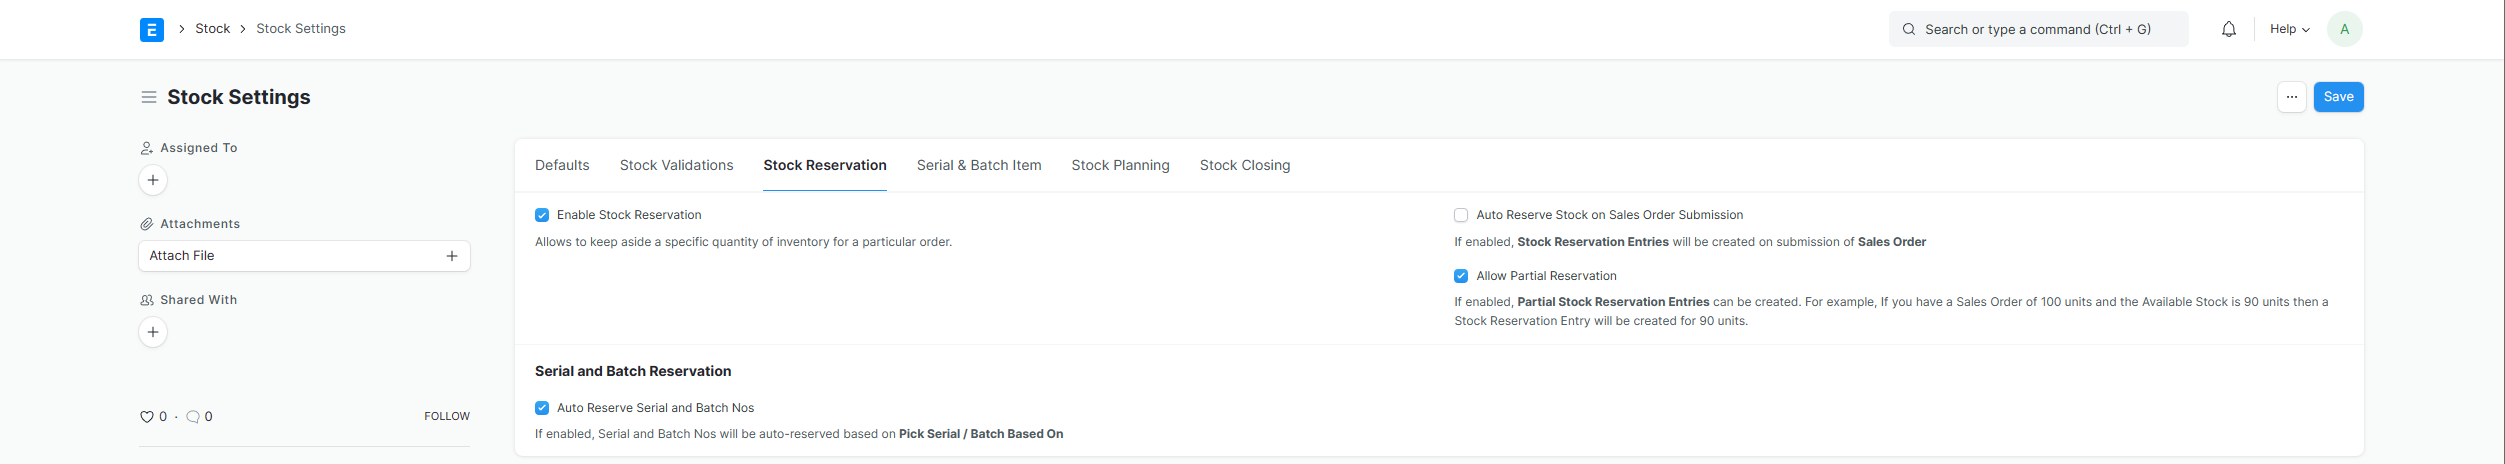 E
Stock
Stock Settings
Search or type a command (Ctrl + G)
Help
A
Stock Settings
...
Save
Assigned To
Attachments
Attach File
Shared With
0 · 0
FOLLOW
Defaults
Stock Validations
Stock Reservation
Serial & Batch Item
Stock Planning
Stock Closing
Enable Stock Reservation
Allows to keep aside a specific quantity of inventory for a particular order.
Auto Reserve Stock on Sales Order Submission
If enabled, Stock Reservation Entries will be created on submission of Sales Order
Allow Partial Reservation
If enabled, Partial Stock Reservation Entries can be created. For example, If you have a Sales Order of 100 units and the Available Stock is 90 units then a
Stock Reservation Entry will be created for 90 units.
Serial and Batch Reservation
Auto Reserve Serial and Batch Nos
If enabled, Serial and Batch Nos will be auto-reserved based on Pick Serial / Batch Based On